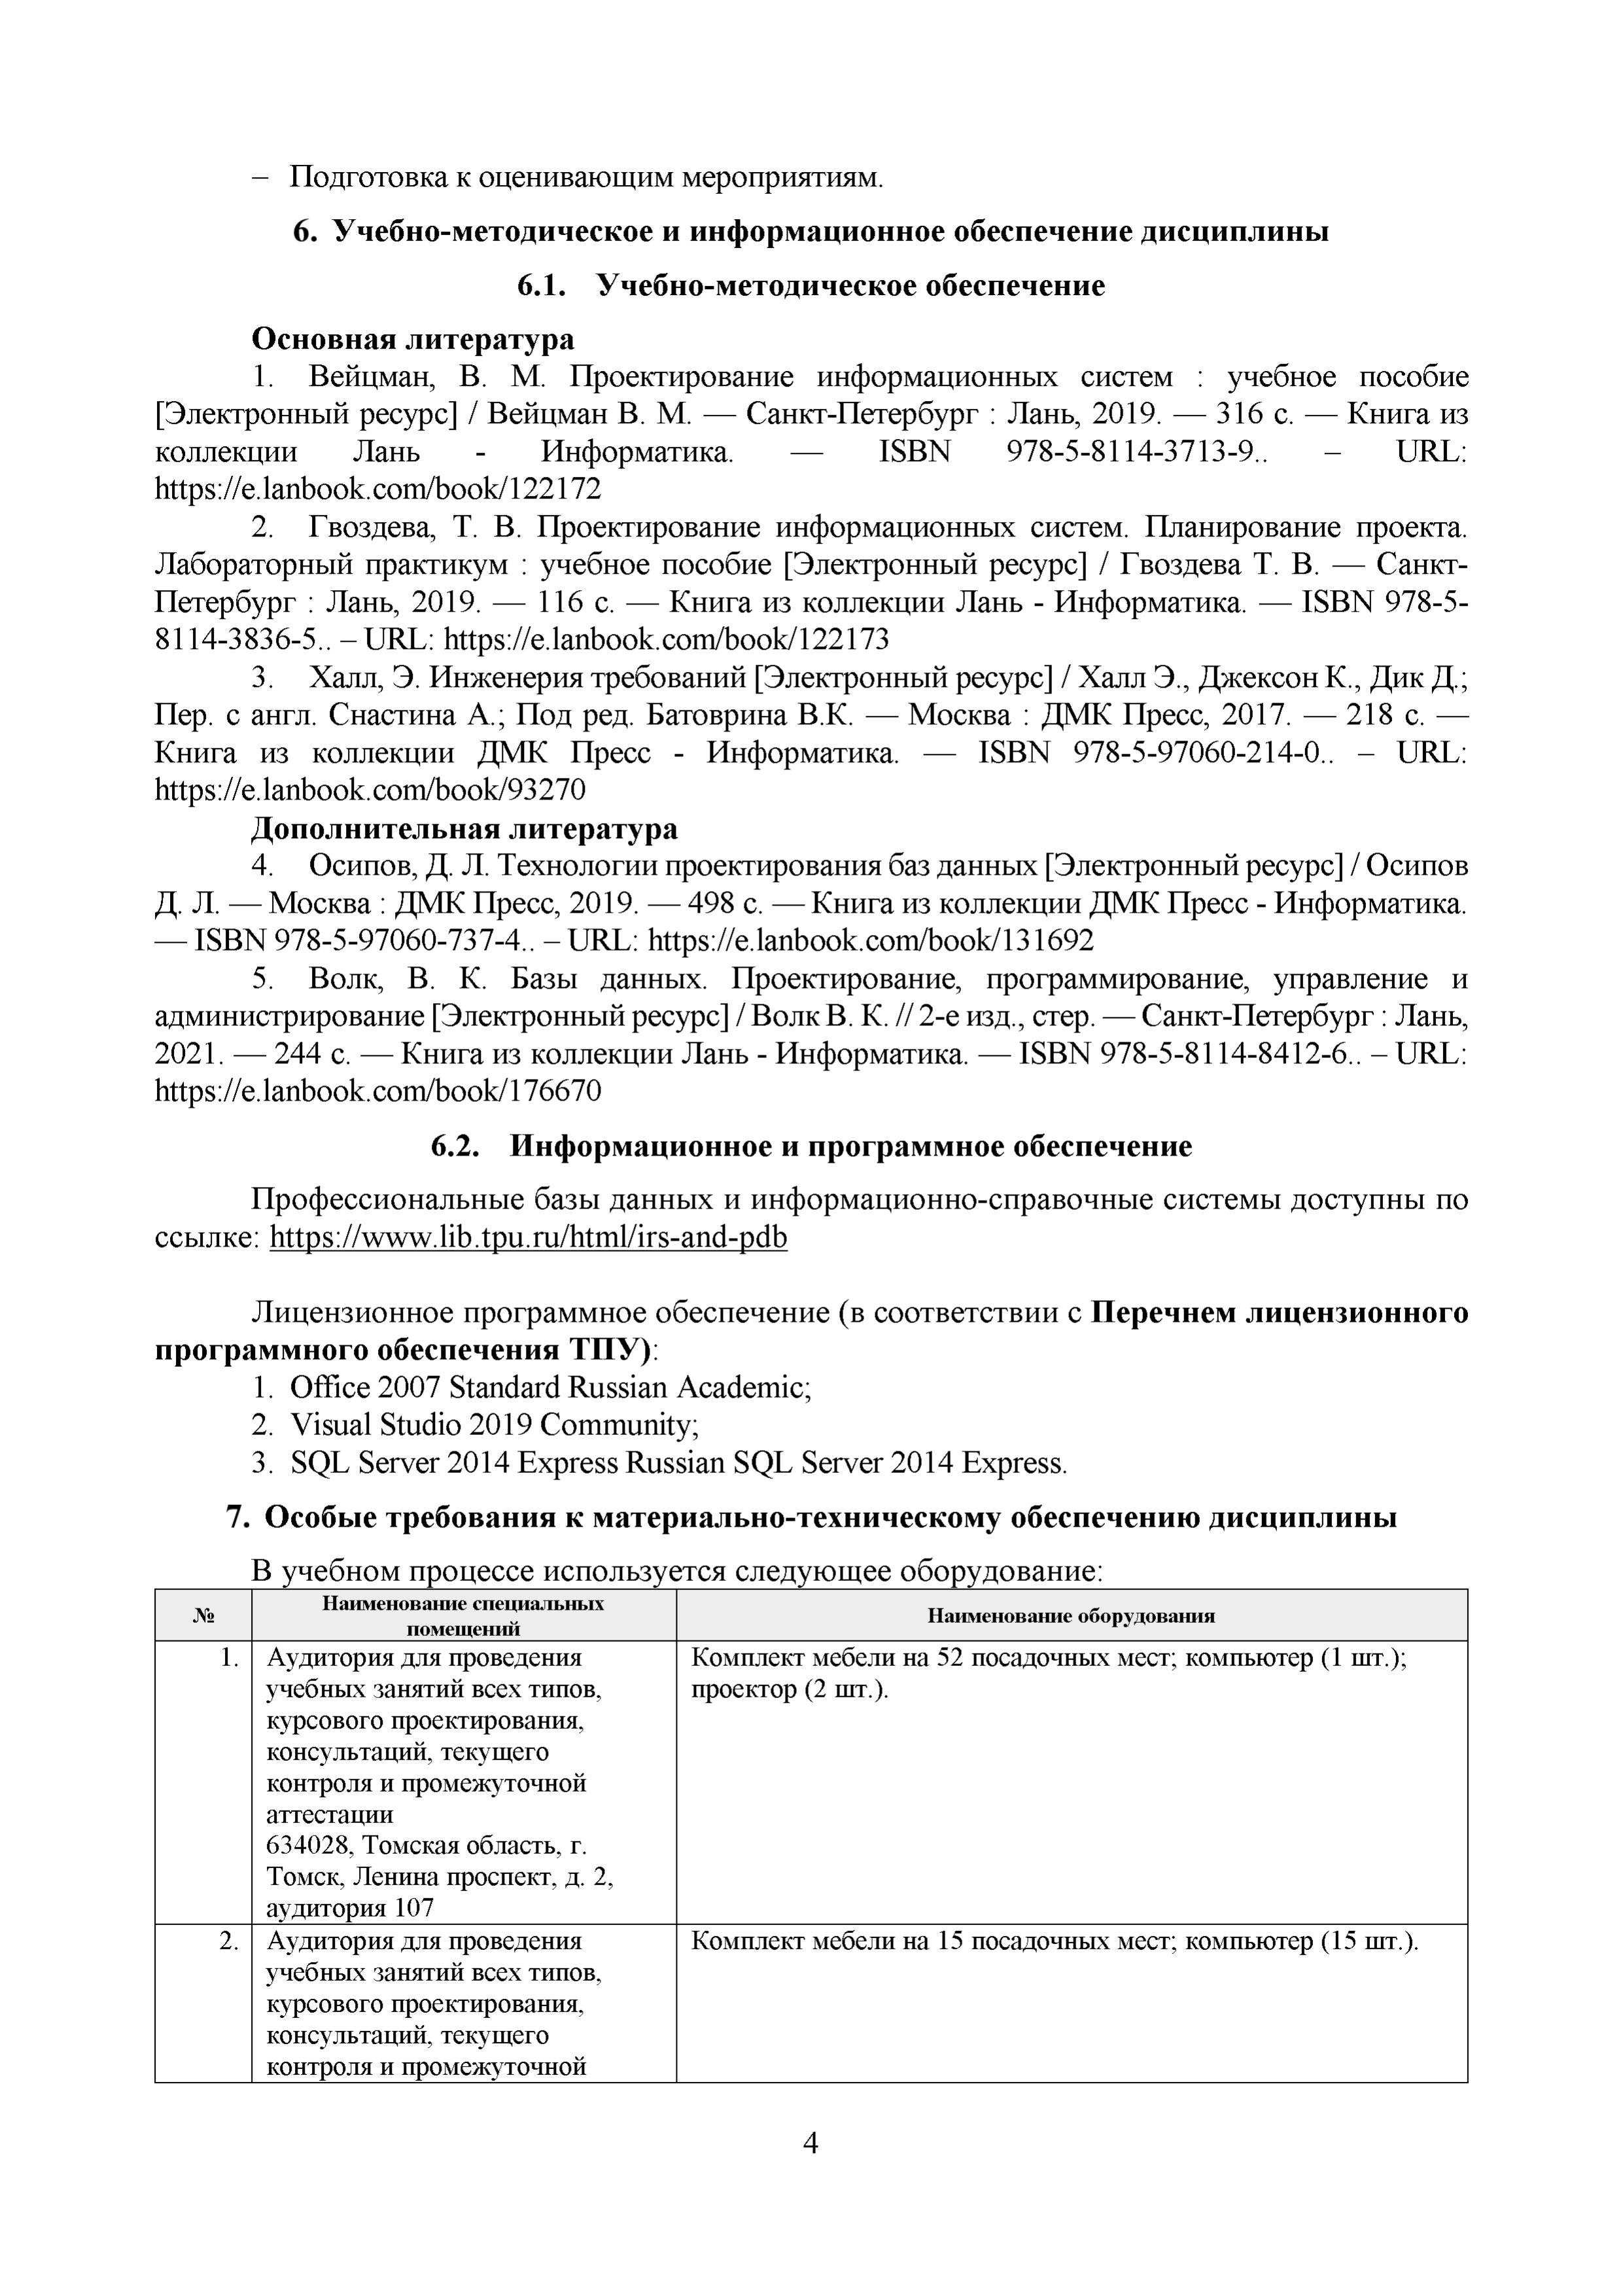 – Подготовка к оценивающим мероприятиям.
6. Учебно-методическое и информационное обеспечение дисциплины
6.1. Учебно-методическое обеспечение
Основная литература
1. Вейцман, В. М. Проектирование информационных систем : учебное пособие
[Электронный ресурс] / Вейцман В. М. — Санкт-Петербург : Лань, 2019. — 316 с. — Книга из
коллекции Лань - Информатика. — ISBN 978-5-8114-3713-9.. – URL:
https://e.lanbook.com/book/122172
2. Гвоздева, Т. В. Проектирование информационных систем. Планирование проекта.
Лабораторный практикум : учебное пособие [Электронный ресурс] / Гвоздева Т. В. — Санкт-
Петербург : Лань, 2019. — 116 с. — Книга из коллекции Лань - Информатика. — ISBN 978-5-
8114-3836-5.. – URL: https://e.lanbook.com/book/122173
3. Халл, Э. Инженерия требований [Электронный ресурс] / Халл Э., Джексон К., Дик Д.;
Пер. с англ. Снастина А.; Под ред. Батоврина В.К. — Москва : ДМК Пресс, 2017. — 218 с. —
Книга из коллекции ДМК Пресс - Информатика. — ISBN 978-5-97060-214-0.. – URL:
https://e.lanbook.com/book/93270
Дополнительная литература
4. Осипов, Д. Л. Технологии проектирования баз данных [Электронный ресурс] / Осипов
Д. Л. — Москва : ДМК Пресс, 2019. — 498 с. — Книга из коллекции ДМК Пресс - Информатика.
— ISBN 978-5-97060-737-4.. – URL: https://e.lanbook.com/book/131692
5. Волк, В. К. Базы данных. Проектирование, программирование, управление и
администрирование [Электронный ресурс] / Волк В. К. // 2-е изд., стер. — Санкт-Петербург : Лань,
2021. — 244 с. — Книга из коллекции Лань - Информатика. — ISBN 978-5-8114-8412-6.. – URL:
https://e.lanbook.com/book/176670
6.2. Информационное и программное обеспечение
Профессиональные базы данных и информационно-справочные системы доступны по
ссылке: https://www.lib.tpu.ru/html/irs-and-pdb
Лицензионное программное обеспечение (в соответствии с Перечнем лицензионного
программного обеспечения ТПУ):
1. Office 2007 Standard Russian Academic;
2. Visual Studio 2019 Community;
3. SQL Server 2014 Express Russian SQL Server 2014 Express.
7. Особые требования к материально-техническому обеспечению дисциплины
В учебном процессе используется следующее оборудование:
№
Наименование специальных
помещений
Наименование оборудования
1.
Аудитория для проведения
учебных занятий всех типов,
курсового проектирования,
консультаций, текущего
контроля и промежуточной
аттестации
634028, Томская область, г.
Томск, Ленина проспект, д. 2,
аудитория 107
Комплект мебели на 52 посадочных мест; компьютер (1 шт.);
проектор (2 шт.).
2.
Аудитория для проведения
учебных занятий всех типов,
курсового проектирования,
консультаций, текущего
контроля и промежуточной
Комплект мебели на 15 посадочных мест; компьютер (15 шт.).
4